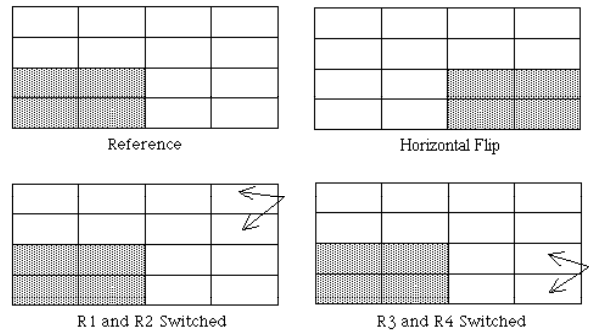 Reference
Horizontal Flip
R1 and R2 Switched
R3 and R4 Switched